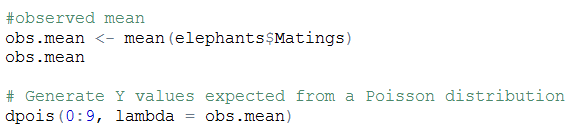 #observed mean
obs.mean <- mean(elephants$Matings)
obs.mean
# Generate Y values expected from a Poisson distribution
dpois(0:9, lambda = obs.mean)